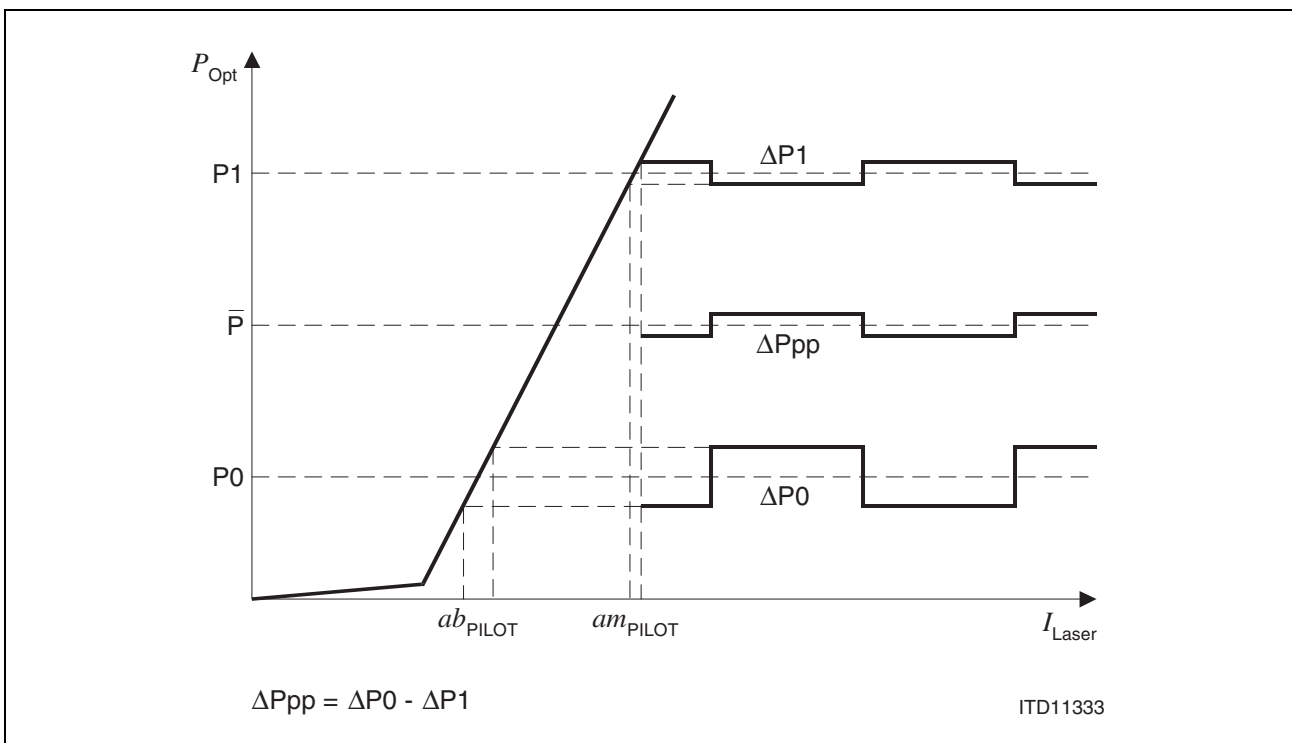 P_Opt
P1
ΔP1
P̅
ΔPpp
P0
ΔP0
ab_PILOT
am_PILOT
I_Laser
ΔPpp = ΔP0 - ΔP1
ITD11333